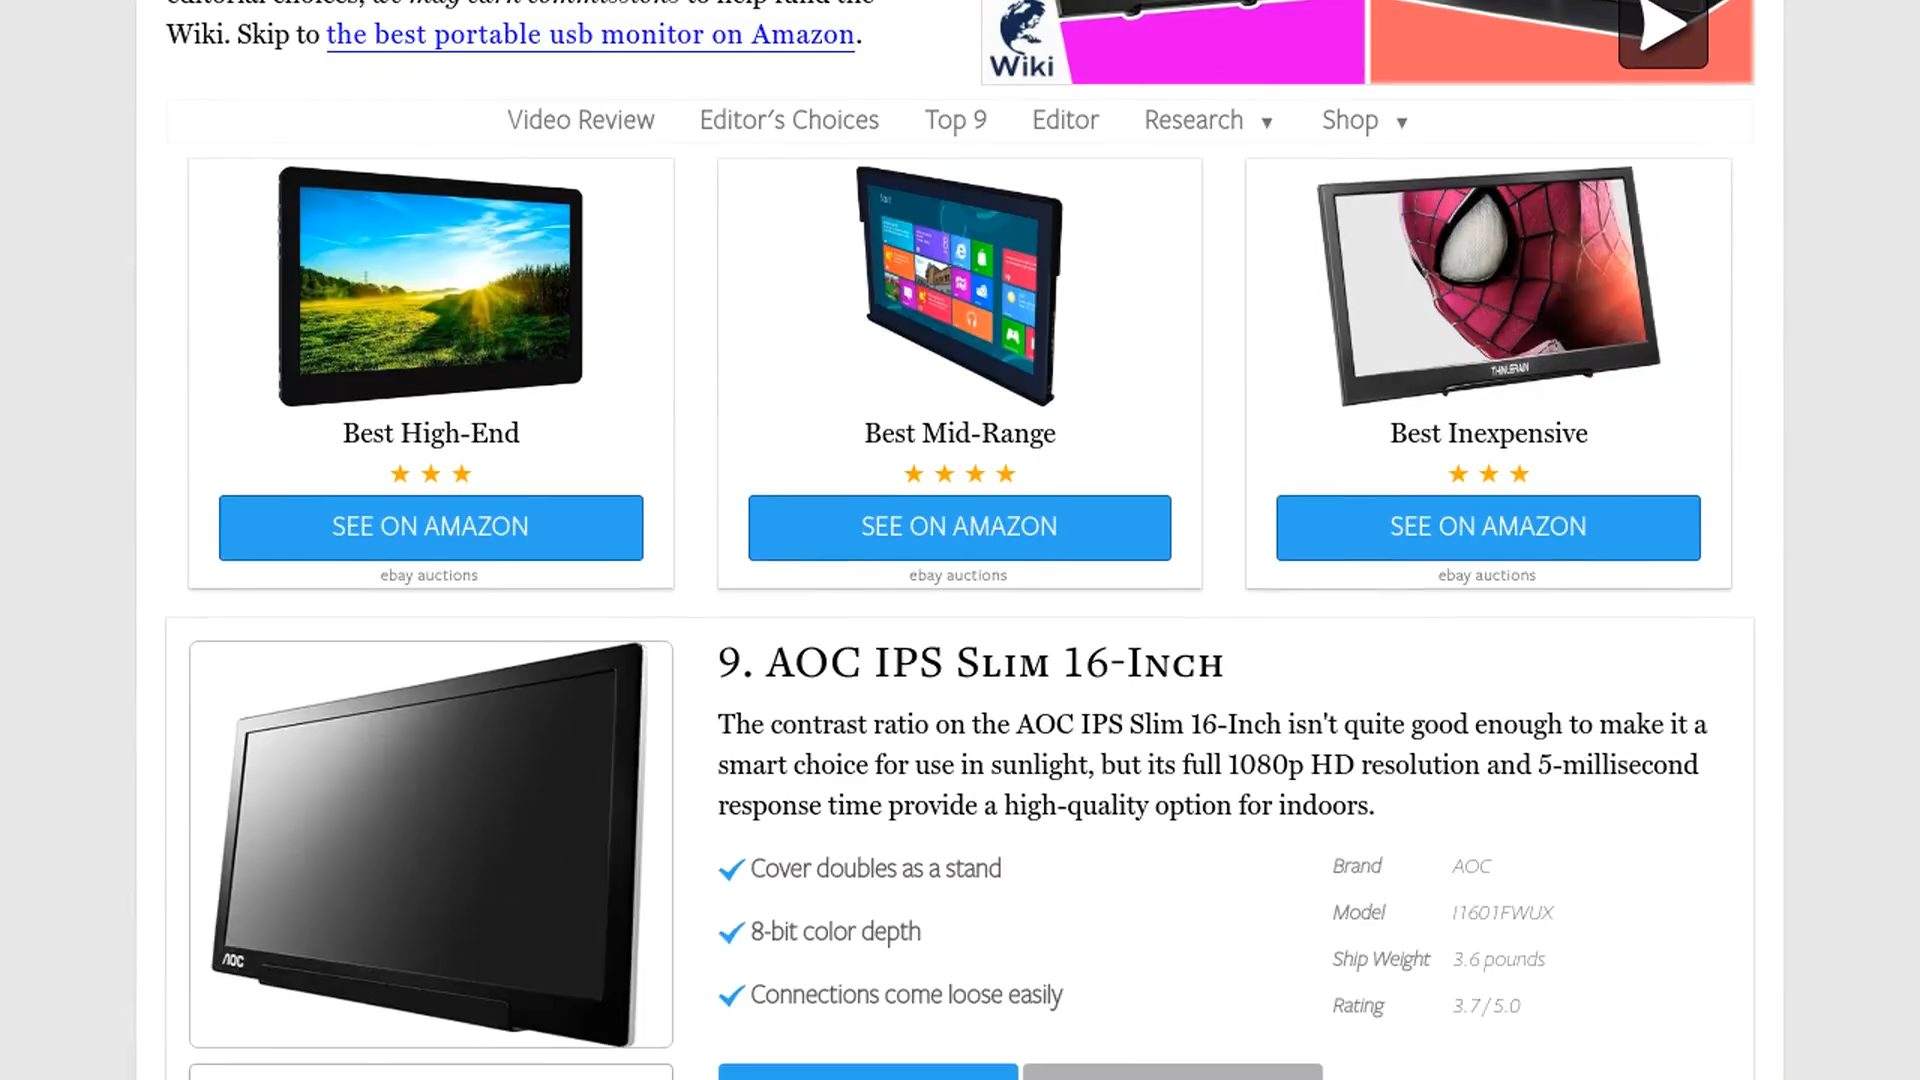 editorial choices, we may earn commissions to help fund the
Wiki. Skip to the best portable usb monitor on Amazon.
Wiki
Video Review Editor's Choices Top 9 Editor Research ▼ Shop ▼
Start
THINLERAIN
Best High-End
Best Mid-Range
Best Inexpensive
SEE ON AMAZON
SEE ON AMAZON
SEE ON AMAZON
ebay auctions
ebay auctions
ebay auctions
AOC
9. AOC IPS Slim 16-Inch
The contrast ratio on the AOC IPS Slim 16-Inch isn't quite good enough to make it a
smart choice for use in sunlight, but its full 1080p HD resolution and 5-millisecond
response time provide a high-quality option for indoors.
Cover doubles as a stand
8-bit color depth
Connections come loose easily
Brand AOC
Model I1601FWUX
Ship Weight 3.6 pounds
Rating 3.7/5.0